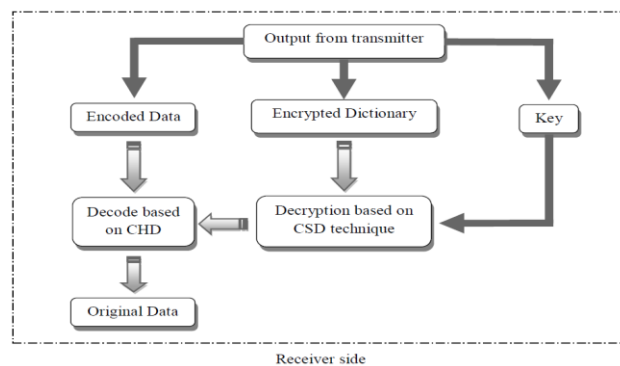 Output from transmitter
Encoded Data
Encrypted Dictionary
Key
Decode based
on CHD
Decryption based on
CSD technique
Original Data
Receiver side